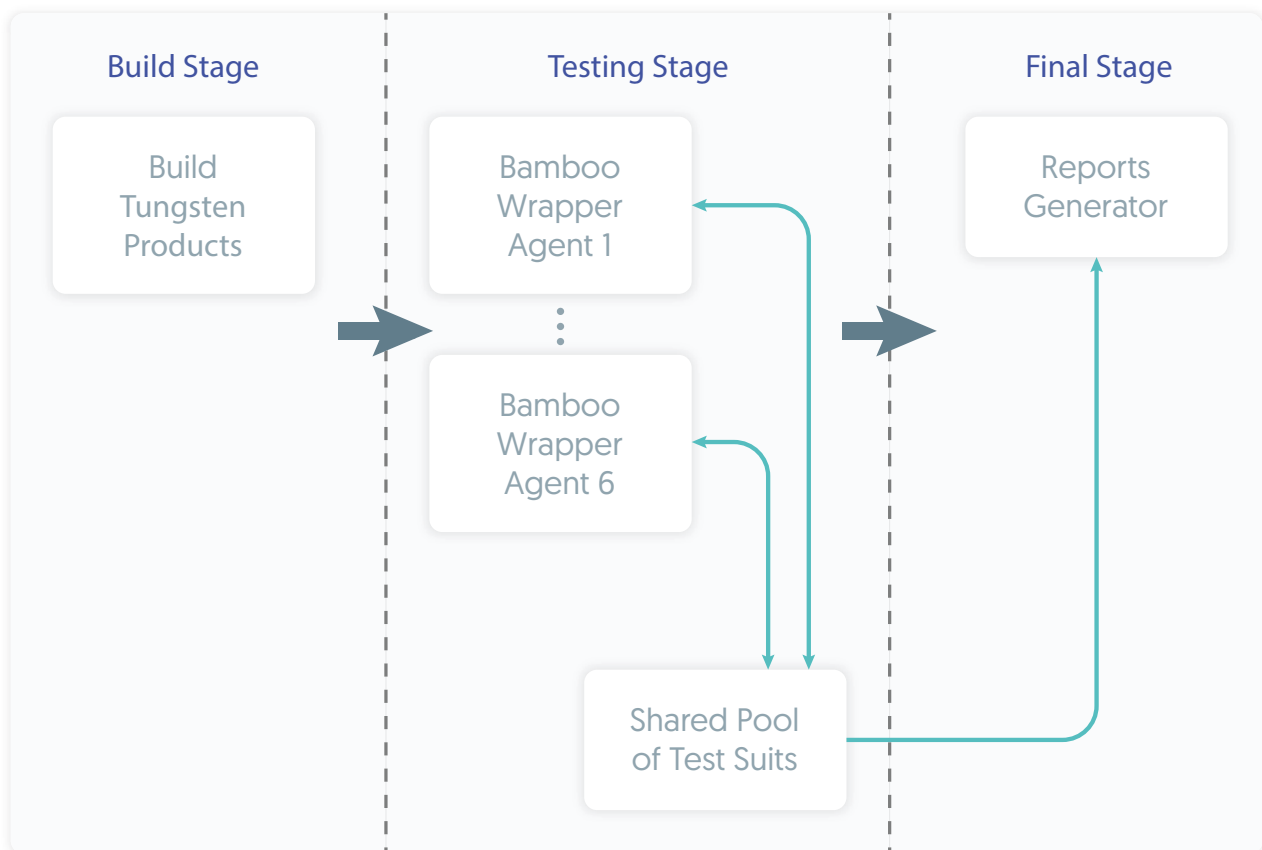 Build Stage
Testing Stage
Final Stage
Build
Tungsten
Products
Bamboo
Wrapper
Agent 1
Reports
Generator
Bamboo
Wrapper
Agent 6
Shared Pool
of Test Suits